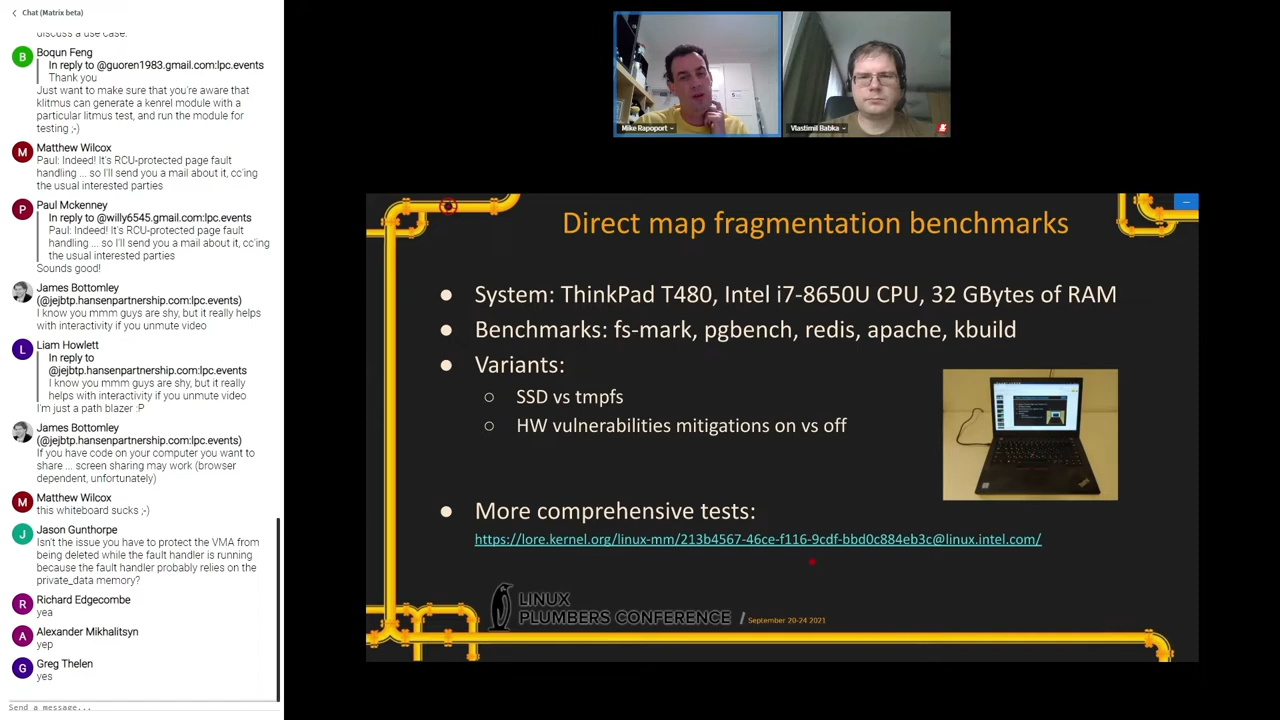 Chat (Matrix beta)
discuss a use case.
B
Boqun Feng
In reply to @guoren1983.gmail.com:lpc.events
Thank you
Just want to make sure that you're aware that
klitmus can generate a kenrel module with a
particular litmus test, and run the module for
testing ;-)
M
Matthew Wilcox
Paul: Indeed! It's RCU-protected page fault
handling ... so I'll send you a mail about it, cc'ing
the usual interested parties
P
Paul Mckenney
In reply to @willy6545.gmail.com:lpc.events
Paul: Indeed! It's RCU-protected page fault
handling ... so I'll send you a mail about it, cc'ing
the usual interested parties
Sounds good!
James Bottomley
(@jejbtp.hansenpartnership.com:lpc.events)
I know you mmm guys are shy, but it really
helps with interactivity if you unmute video
L
Liam Howlett
In reply to
@jejbtp.hansenpartnership.com:lpc.events
I know you mmm guys are shy, but it really
helps with interactivity if you unmute video
I'm just a path blazer :P
James Bottomley
(@jejbtp.hansenpartnership.com:lpc.events)
If you have code on your computer you want to
share ... screen sharing may work (browser
dependent, unfortunately)
M
Matthew Wilcox
this whiteboard sucks ;-)
J
Jason Gunthorpe
Isn't the issue you have to protect the VMA from
being deleted while the fault handler is running
because the fault handler probably relies on the
private_data memory?
R
Richard Edgecombe
yea
A
Alexander Mikhalitsyn
yep
G
Greg Thelen
yes
Send a message...
Mike Rapoport
Vlastimil Babka
Direct map fragmentation benchmarks
● System: ThinkPad T480, Intel i7-8650U CPU, 32 GBytes of RAM
● Benchmarks: fs-mark, pgbench, redis, apache, kbuild
● Variants:
○ SSD vs tmpfs
○ HW vulnerabilities mitigations on vs off
● More comprehensive tests:
https://lore.kernel.org/linux-mm/213b4567-46ce-f116-9cdf-bbd0c884eb3c@linux.intel.com/
LINUX
PLUMBERS CONFERENCE / September 20-24 2021